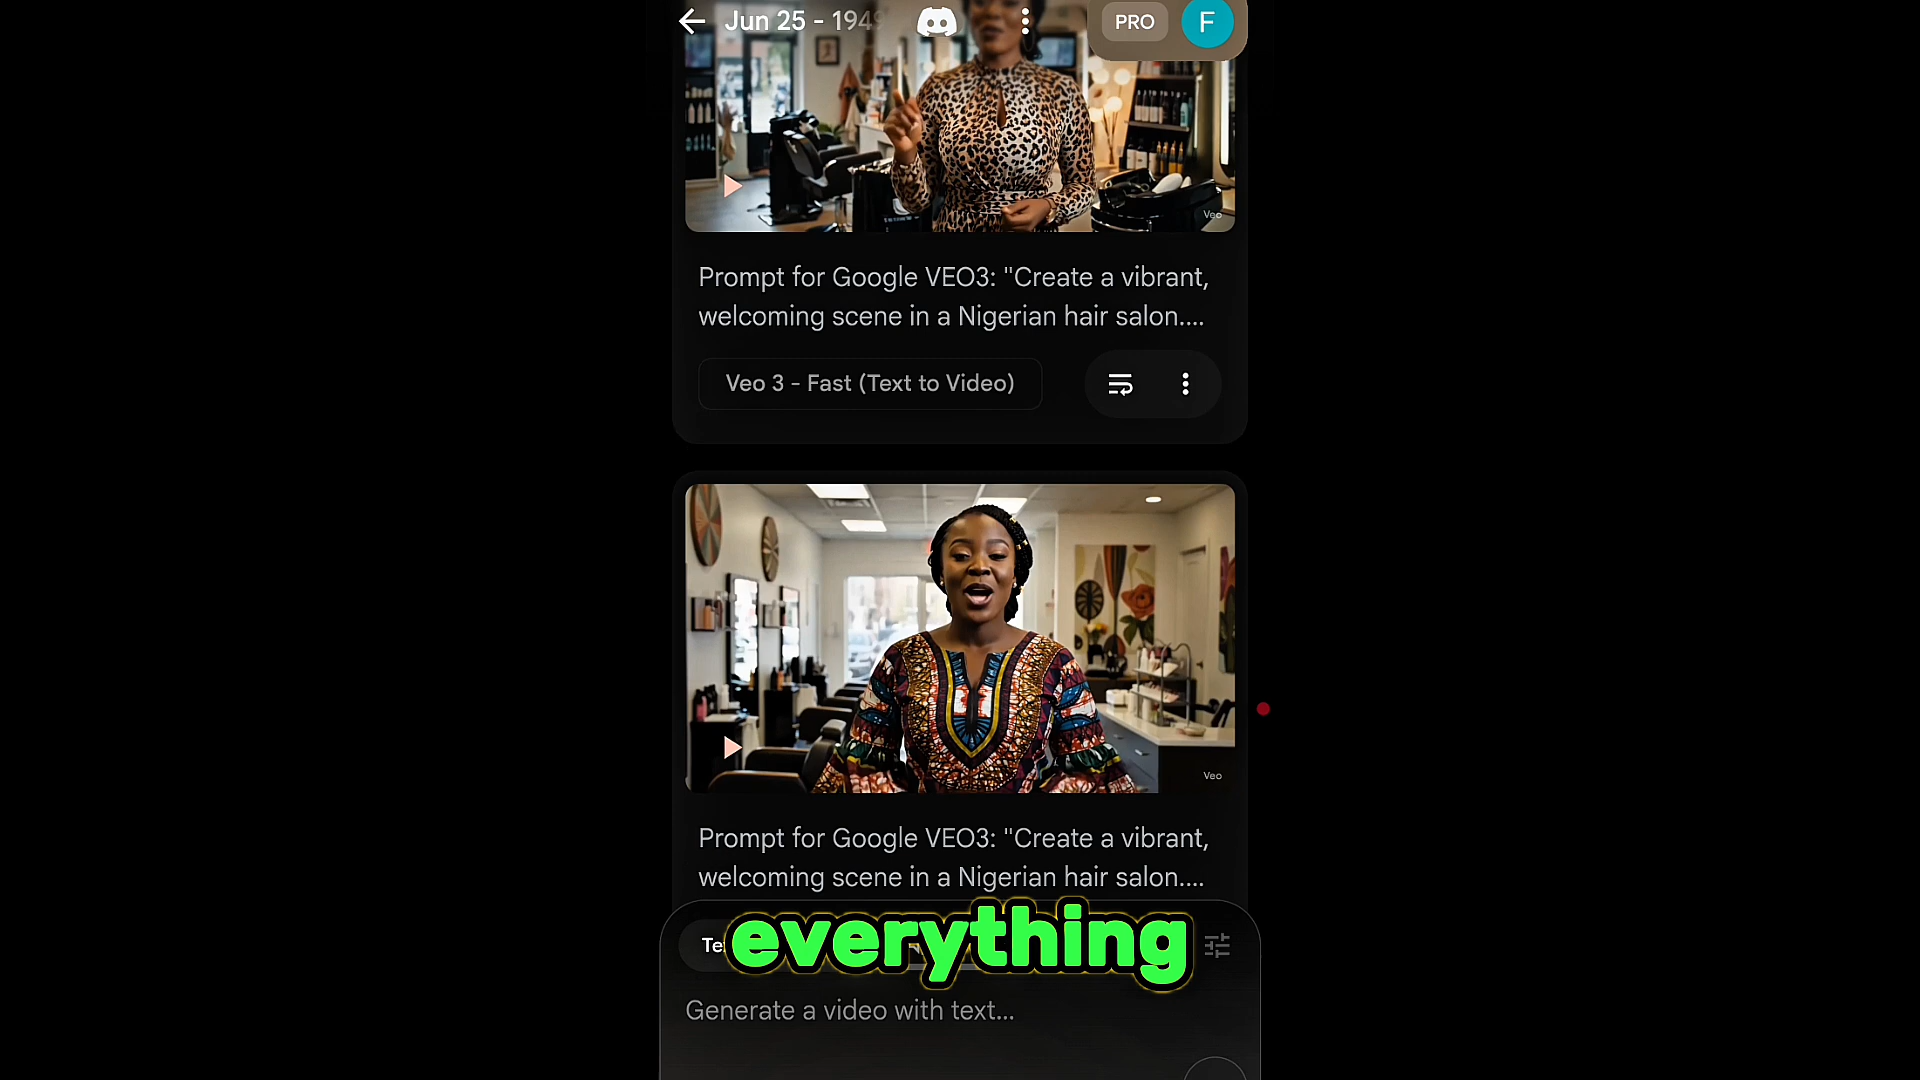 Jun 25 - 1949
PRO
F
Veo
Prompt for Google VEO3: "Create a vibrant,
welcoming scene in a Nigerian hair salon....
Veo 3 - Fast (Text to Video)
Veo
Prompt for Google VEO3: "Create a vibrant,
welcoming scene in a Nigerian hair salon....
everything
Generate a video with text...